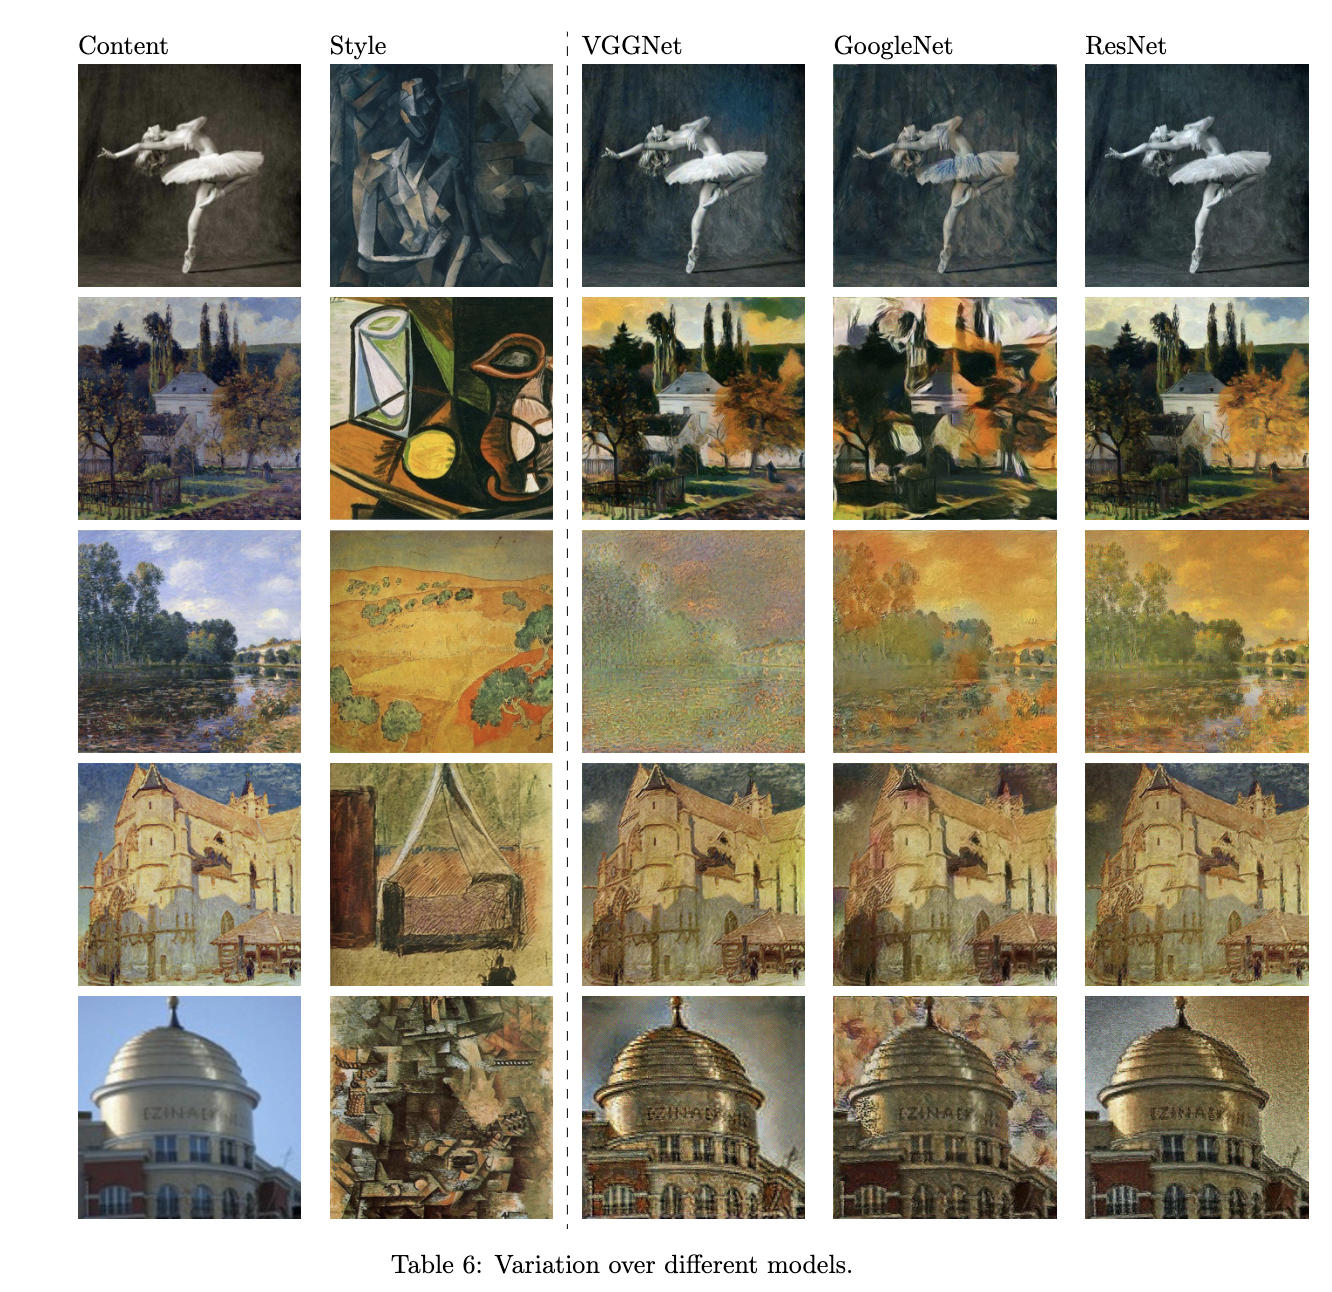 Content Style VGGNet GoogleNet ResNet
Table 6: Variation over different models.